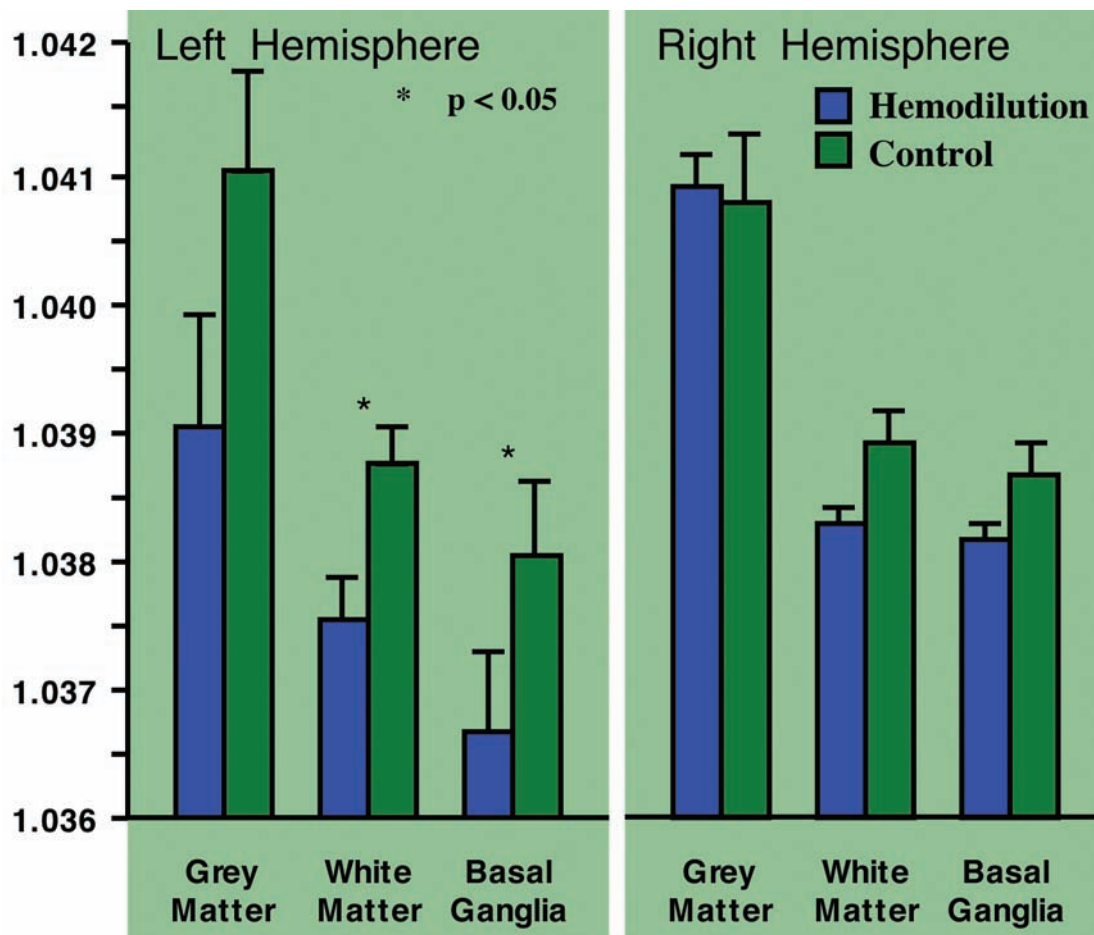 Left Hemisphere
* p < 0.05
Right Hemisphere
Hemodilution
Control
1.042
1.041
1.040
1.039
1.038
1.037
1.036
*
*
Grey
Matter
White
Matter
Basal
Ganglia
Grey
Matter
White
Matter
Basal
Ganglia